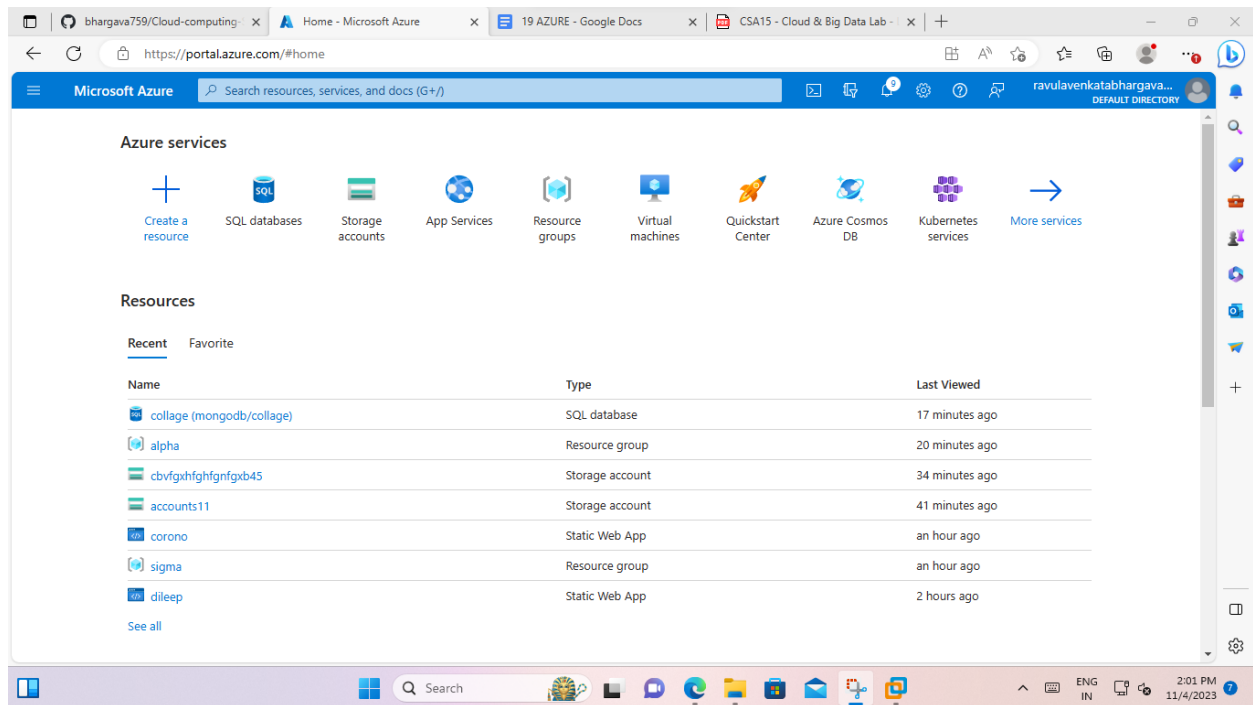 bhargava759/Cloud-computing-
Home - Microsoft Azure
19 AZURE - Google Docs
CSA15 - Cloud & Big Data Lab -
https://portal.azure.com/#home
Microsoft Azure
Search resources, services, and docs (G+/)
9
ravulavenkatabhargava...
DEFAULT DIRECTORY
Azure services
Create a resource
SQL
SQL databases
Storage accounts
App Services
Resource groups
Virtual machines
Quickstart Center
Azure Cosmos DB
Kubernetes services
More services
Resources
Recent Favorite
Name Type Last Viewed
collage (mongodb/collage) SQL database 17 minutes ago
alpha Resource group 20 minutes ago
cbvfgxhfghfgnfgxb45 Storage account 34 minutes ago
accounts11 Storage account 41 minutes ago
corono Static Web App an hour ago
sigma Resource group an hour ago
dileep Static Web App 2 hours ago
See all
Search
ENG
IN
2:01 PM
11/4/2023
7